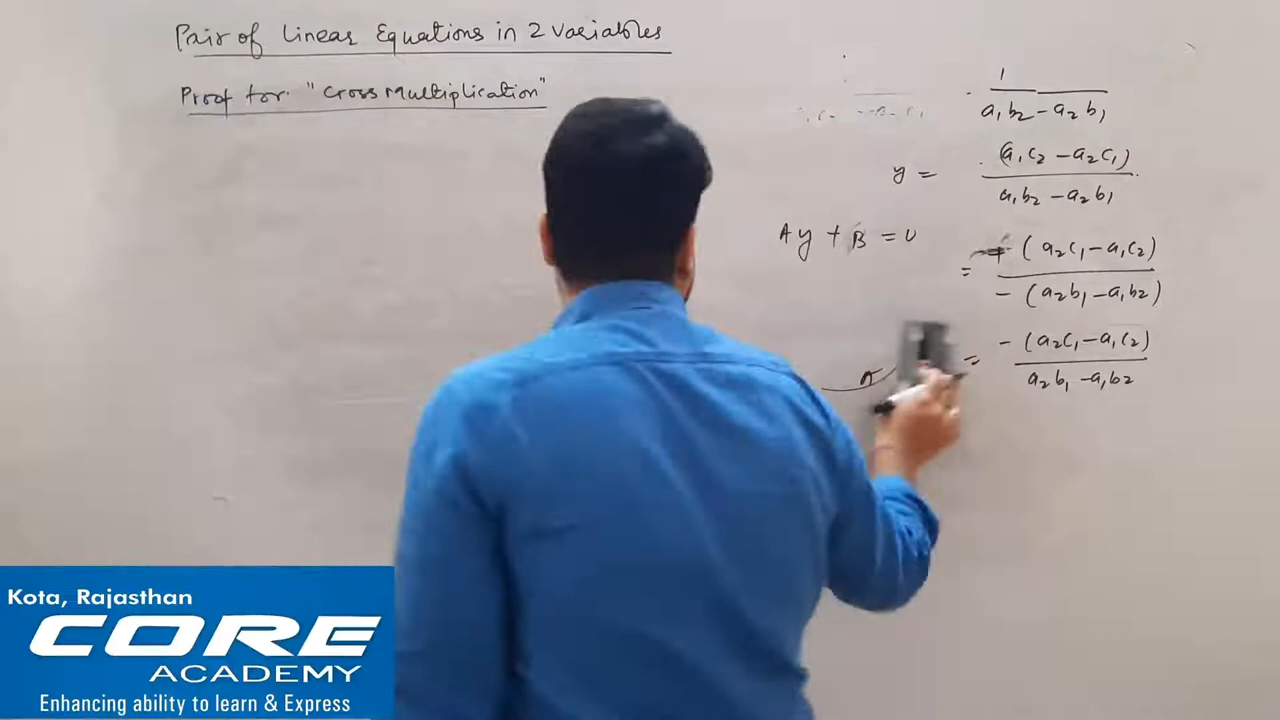 Pair of Linear Equations in 2 variables
Proof for "Cross Multiplication"
1
a₁b₂ - a₂b₁
y = (a₁c₂ - a₂c₁)
a₁b₂ - a₂b₁
Ay + B = 0
= (a₂c₁ - a₁c₂)
- (a₂b₁ - a₁b₂)
= - (a₂c₁ - a₁c₂)
a₂b₁ - a₁b₂
Kota, Rajasthan
CORE
ACADEMY
Enhancing ability to learn & Express